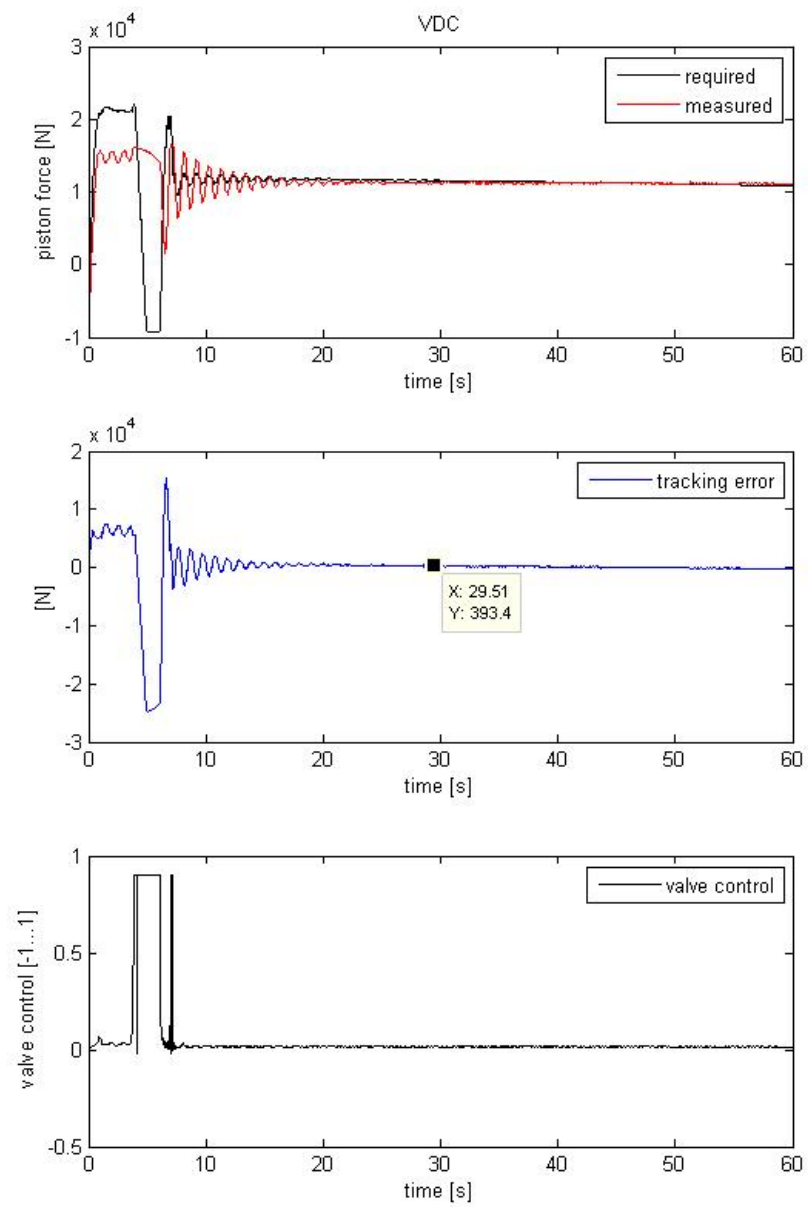 VDC
x 10^4
3
2
1
0
-1
piston force [N]
required
measured
0 10 20 30 40 50 60
time [s]
x 10^4
2
1
0
-1
-2
-3
[N]
tracking error
X: 29.51
Y: 393.4
0 10 20 30 40 50 60
time [s]
1
0.5
0
-0.5
valve control [-1...1]
valve control
0 10 20 30 40 50 60
time [s]